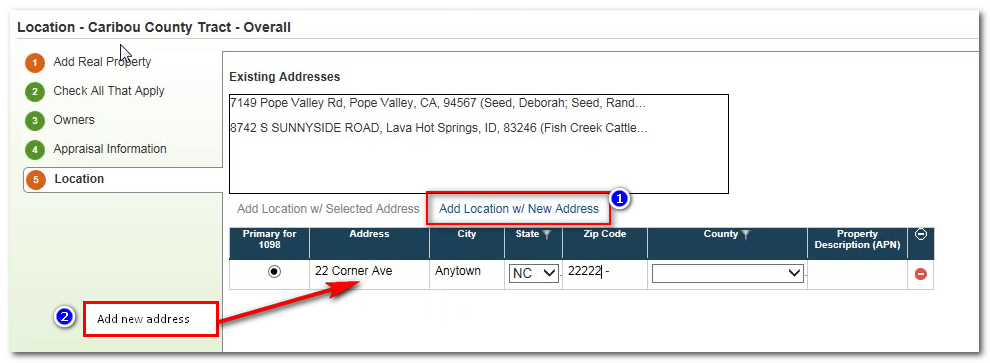 Location - Caribou County Tract - Overall
1 Add Real Property
2 Check All That Apply
3 Owners
4 Appraisal Information
5 Location
Existing Addresses
7149 Pope Valley Rd, Pope Valley, CA, 94567 (Seed, Deborah; Seed, Rand...
8742 S SUNNYSIDE ROAD, Lava Hot Springs, ID, 83246 (Fish Creek Cattle...
Add Location w/ Selected Address Add Location w/ New Address 1
Primary for 1098 Address City State Zip Code County Property Description (APN)
22 Corner Ave Anytown NC 22222 -
2 Add new address